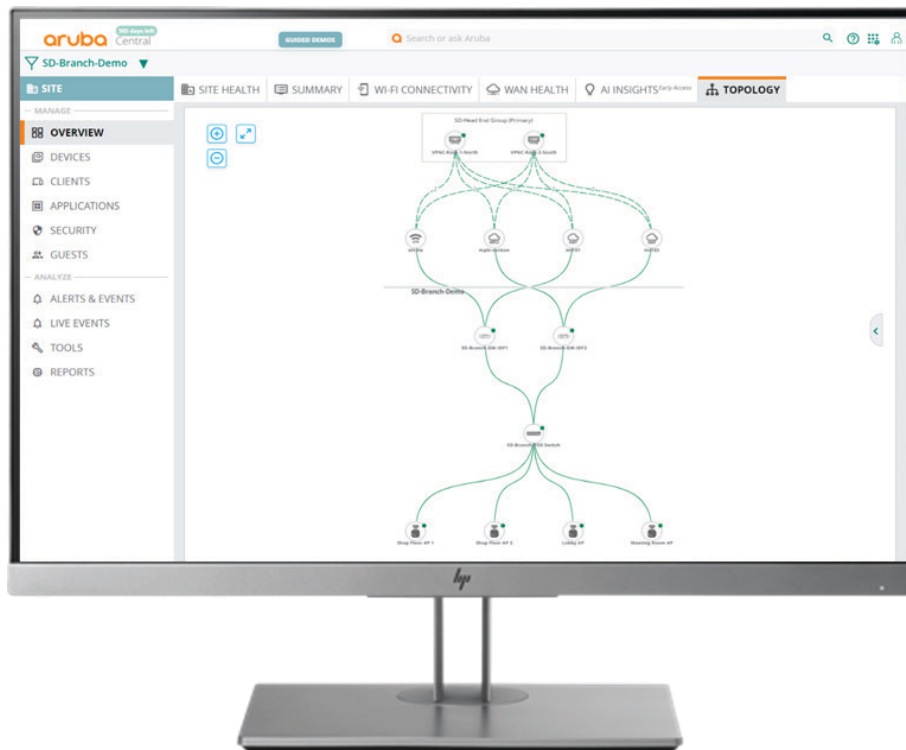 aruba
Central
GUIDED DEMOS
Search or ask Aruba
SD-Branch-Demo
SITE
SITE HEALTH
SUMMARY
WI-FI CONNECTIVITY
WAN HEALTH
AI INSIGHTS Early Access
TOPOLOGY
MANAGE
OVERVIEW
DEVICES
CLIENTS
APPLICATIONS
SECURITY
GUESTS
ANALYZE
ALERTS & EVENTS
LIVE EVENTS
TOOLS
REPORTS
SD-Head End Group (Primary)
SD-Branch-Demo
Shop Floor AP 1
Shop Floor AP 2
Lobby AP
Meeting Room AP
hp